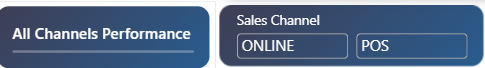 All Channels Performance
Sales Channel
ONLINE POS